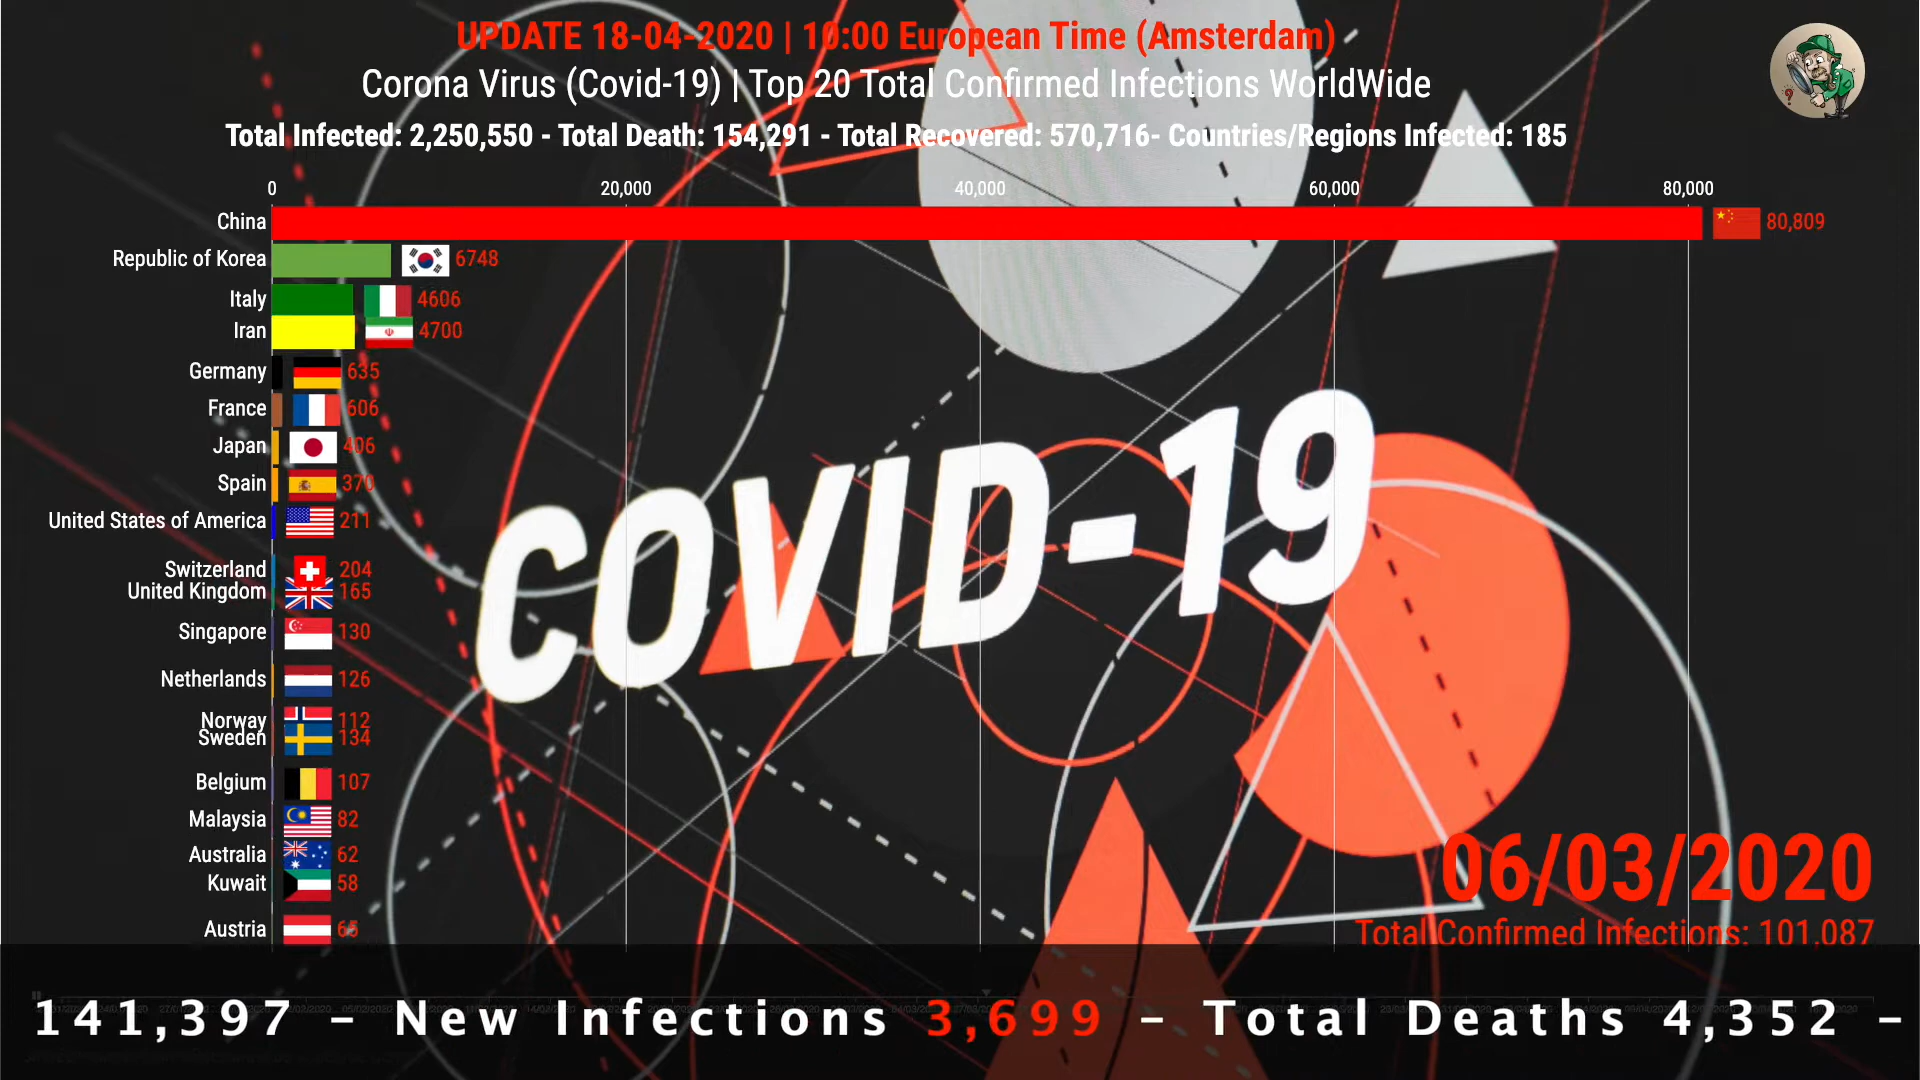 UPDATE 18-04-2020 | 10:00 European Time (Amsterdam)
Corona Virus (Covid-19) | Top 20 Total Confirmed Infections WorldWide
Total Infected: 2,250,550 - Total Death: 154,291 - Total Recovered: 570,716- Countries/Regions Infected: 185
0 20,000 40,000 60,000 80,000
China 80,809
Republic of Korea 6748
Italy 4606
Iran 4700
Germany 635
France 606
Japan 406
Spain 370
United States of America 211
Switzerland 204
United Kingdom 165
Singapore 130
Netherlands 126
Norway 112
Sweden 134
Belgium 107
Malaysia 82
Australia 62
Kuwait 58
Austria 65
COVID-19
06/03/2020
Total Confirmed Infections: 101,087
141,397 - New Infections 3,699 - Total Deaths 4,352 -